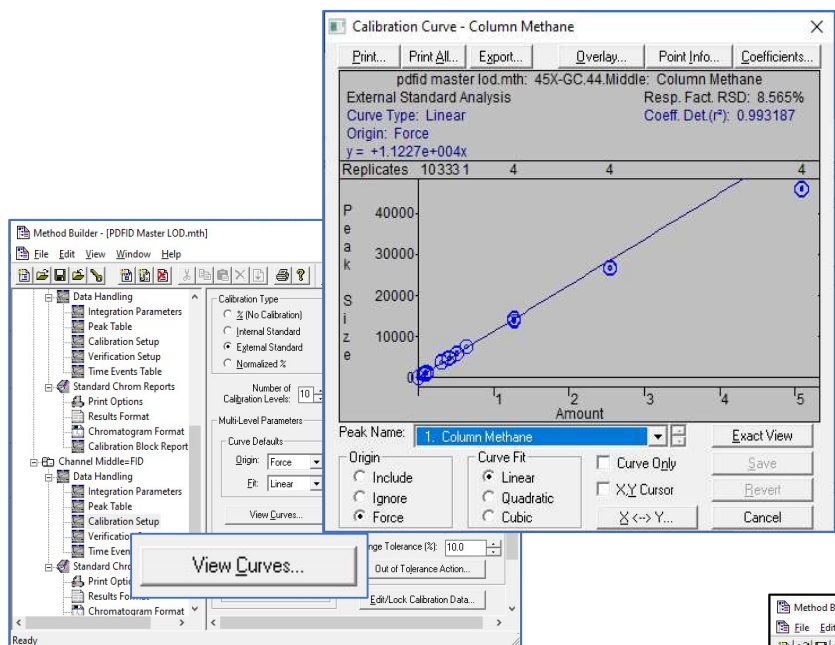 Calibration Curve - Column Methane
Print... Print All... Export... Overlay... Point Info... Coefficients...
pdfid master lod.mth: 45X-GC.44.Middle: Column Methane
External Standard Analysis Resp. Fact. RSD: 8.565%
Curve Type: Linear Coeff. Det.(r²): 0.993187
Origin: Force
y = +1.1227e+004x
Replicates 10 3 3 3 1 4 4 4
Peak Size
40000
30000
20000
10000
0
1 2 3 4 5
Amount
Peak Name: 1. Column Methane Exact View
Origin Curve Fit
Include Linear Curve Only Save
Ignore Quadratic X,Y Cursor Revert
Force Cubic X <--> Y... Cancel
Method Builder - [PDFID Master LOD.mth]
File Edit View Window Help
Data Handling
Integration Parameters
Peak Table
Calibration Setup
Verification Setup
Time Events Table
Standard Chrom Reports
Print Options
Results Format
Chromatogram Format
Calibration Block Report
Channel Middle=FID
Data Handling
Integration Parameters
Peak Table
Calibration Setup
Verificatio
Time Even
Standard Chro
Print Optio
Results Fo
Chromatogram Format
Calibration Type
% (No Calibration)
Internal Standard
External Standard
Normalized %
Number of
Calibration Levels: 10
Multi-Level Parameters
Curve Defaults
Origin: Force
Fit: Linear
View Curves...
View Curves...
nge Tolerance (%): 10.0
Out of Tolerance Action...
Edit/Lock Calibration Data...
Ready
Method B
File Edit